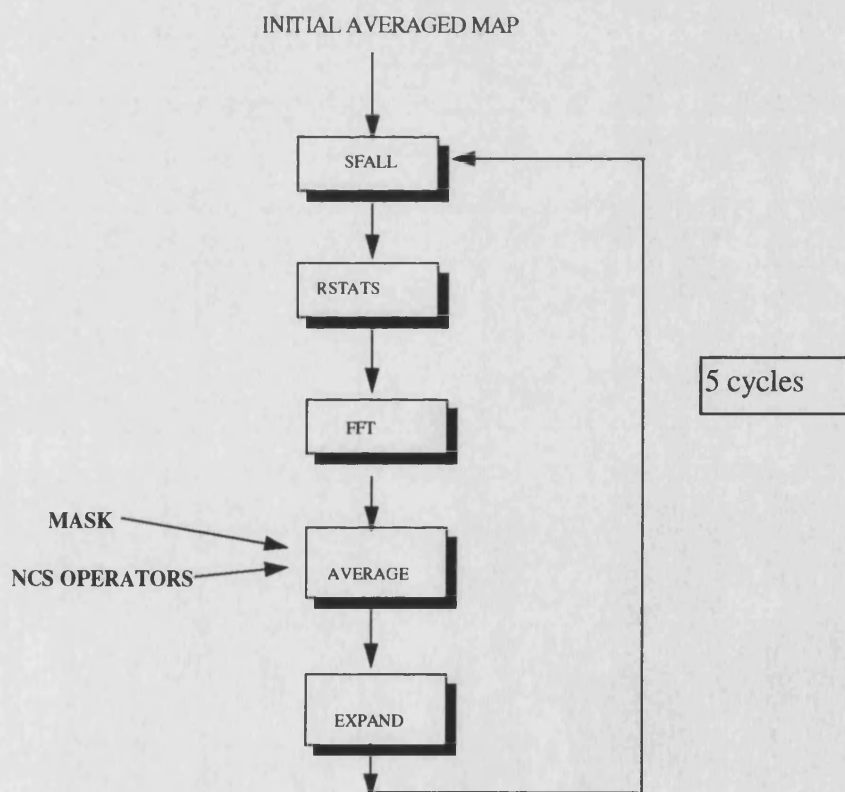 INITIAL AVERAGED MAP
SFALL
RSTATS
FFT
5 cycles
MASK
NCS OPERATORS
AVERAGE
EXPAND